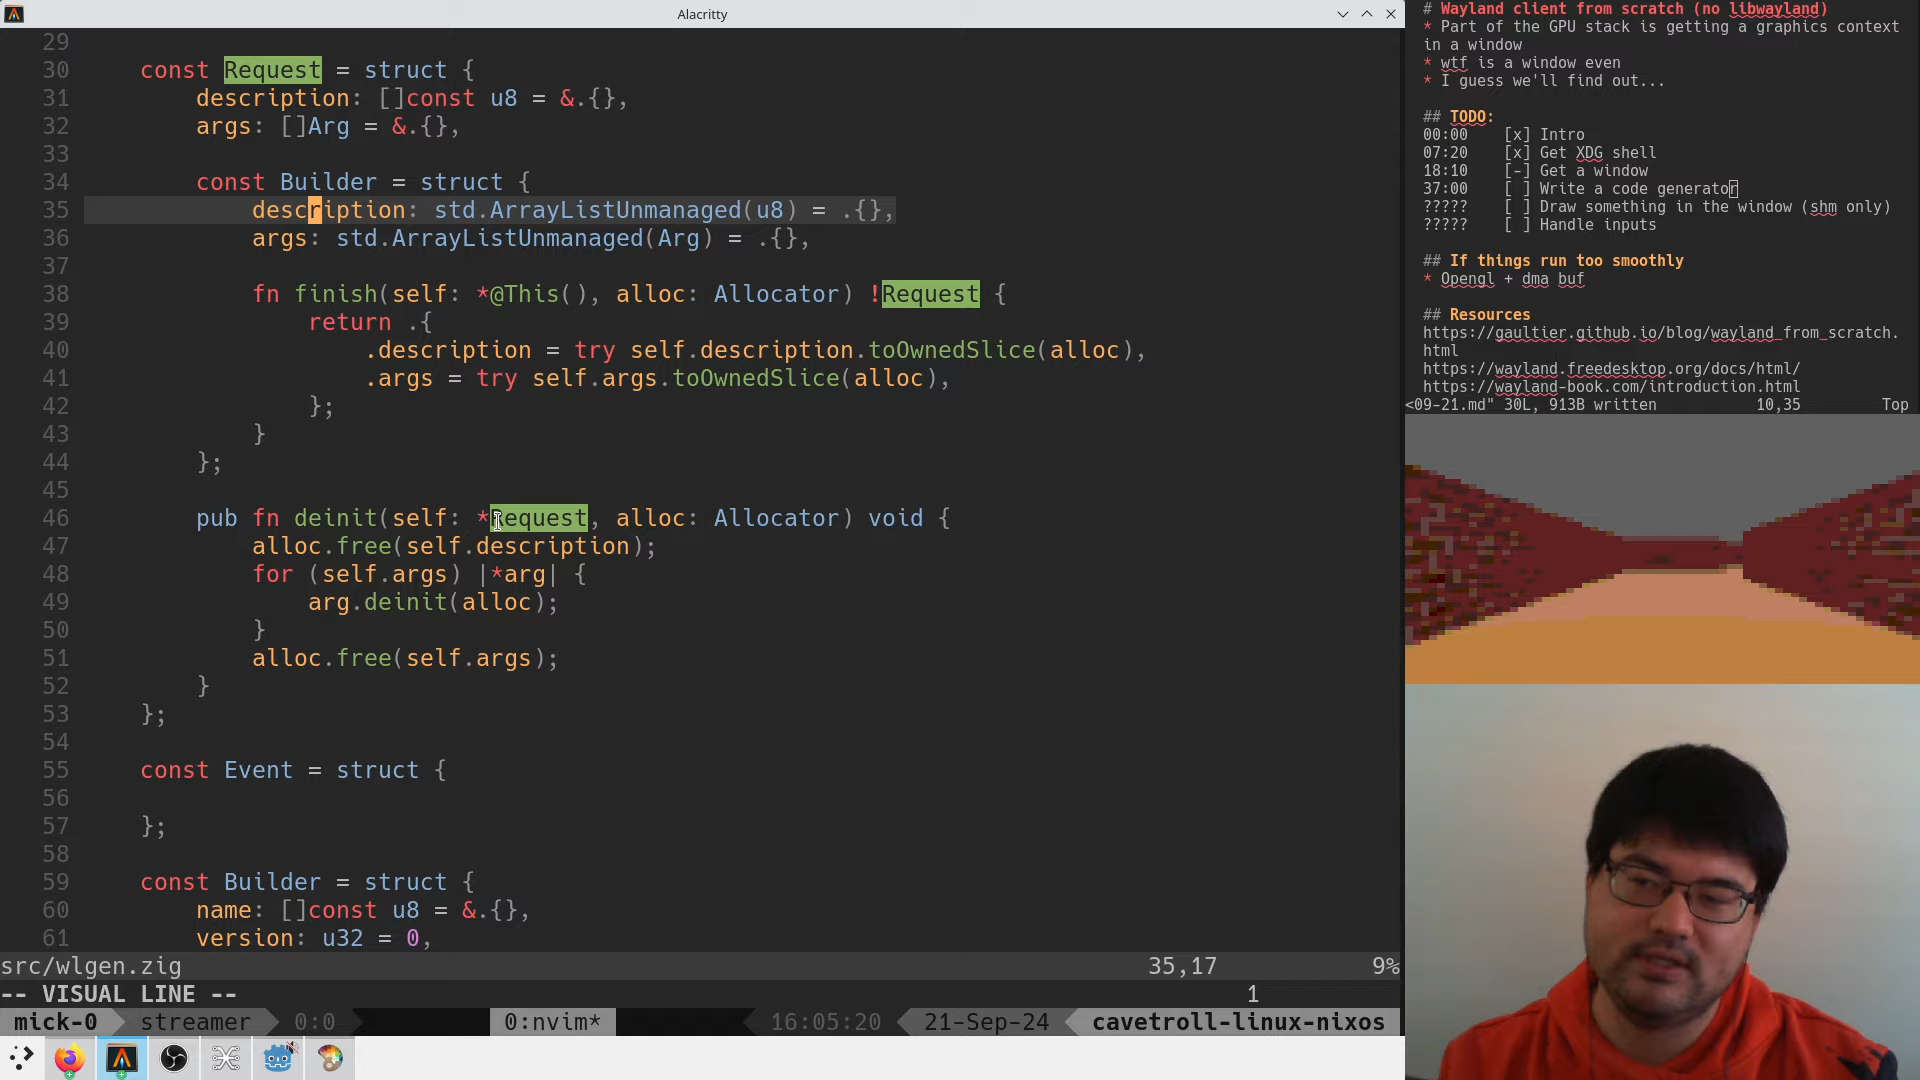 Alacritty
29
30 const Request = struct {
31 description: []const u8 = &.{},
32 args: []Arg = &.{},
33
34 const Builder = struct {
35 description: std.ArrayListUnmanaged(u8) = .{},
36 args: std.ArrayListUnmanaged(Arg) = .{},
37
38 fn finish(self: *@This(), alloc: Allocator) !Request {
39 return .{
40 .description = try self.description.toOwnedSlice(alloc),
41 .args = try self.args.toOwnedSlice(alloc),
42 };
43 }
44 };
45
46 pub fn deinit(self: *Request, alloc: Allocator) void {
47 alloc.free(self.description);
48 for (self.args) |*arg| {
49 arg.deinit(alloc);
50 }
51 alloc.free(self.args);
52 }
53 };
54
55 const Event = struct {
56
57 };
58
59 const Builder = struct {
60 name: []const u8 = &.{},
61 version: u32 = 0,
src/wlgen.zig 35,17 9%
-- VISUAL LINE -- 1
mick-0 streamer 0:0 0:nvim* 16:05:20 21-Sep-24 cavetroll-linux-nixos
# Wayland client from scratch (no libwayland)
* Part of the GPU stack is getting a graphics context
in a window
* wtf is a window even
* I guess we'll find out...
## TODO:
00:00 [x] Intro
07:20 [x] Get XDG shell
18:10 [-] Get a window
37:00 [ ] Write a code generator
????? [ ] Draw something in the window (shm only)
????? [ ] Handle inputs
## If things run too smoothly
* Opengl + dma buf
## Resources
https://gaultier.github.io/blog/wayland_from_scratch.
html
https://wayland.freedesktop.org/docs/html/
https://wayland-book.com/introduction.html
<09-21.md" 30L, 913B written 10,35 Top